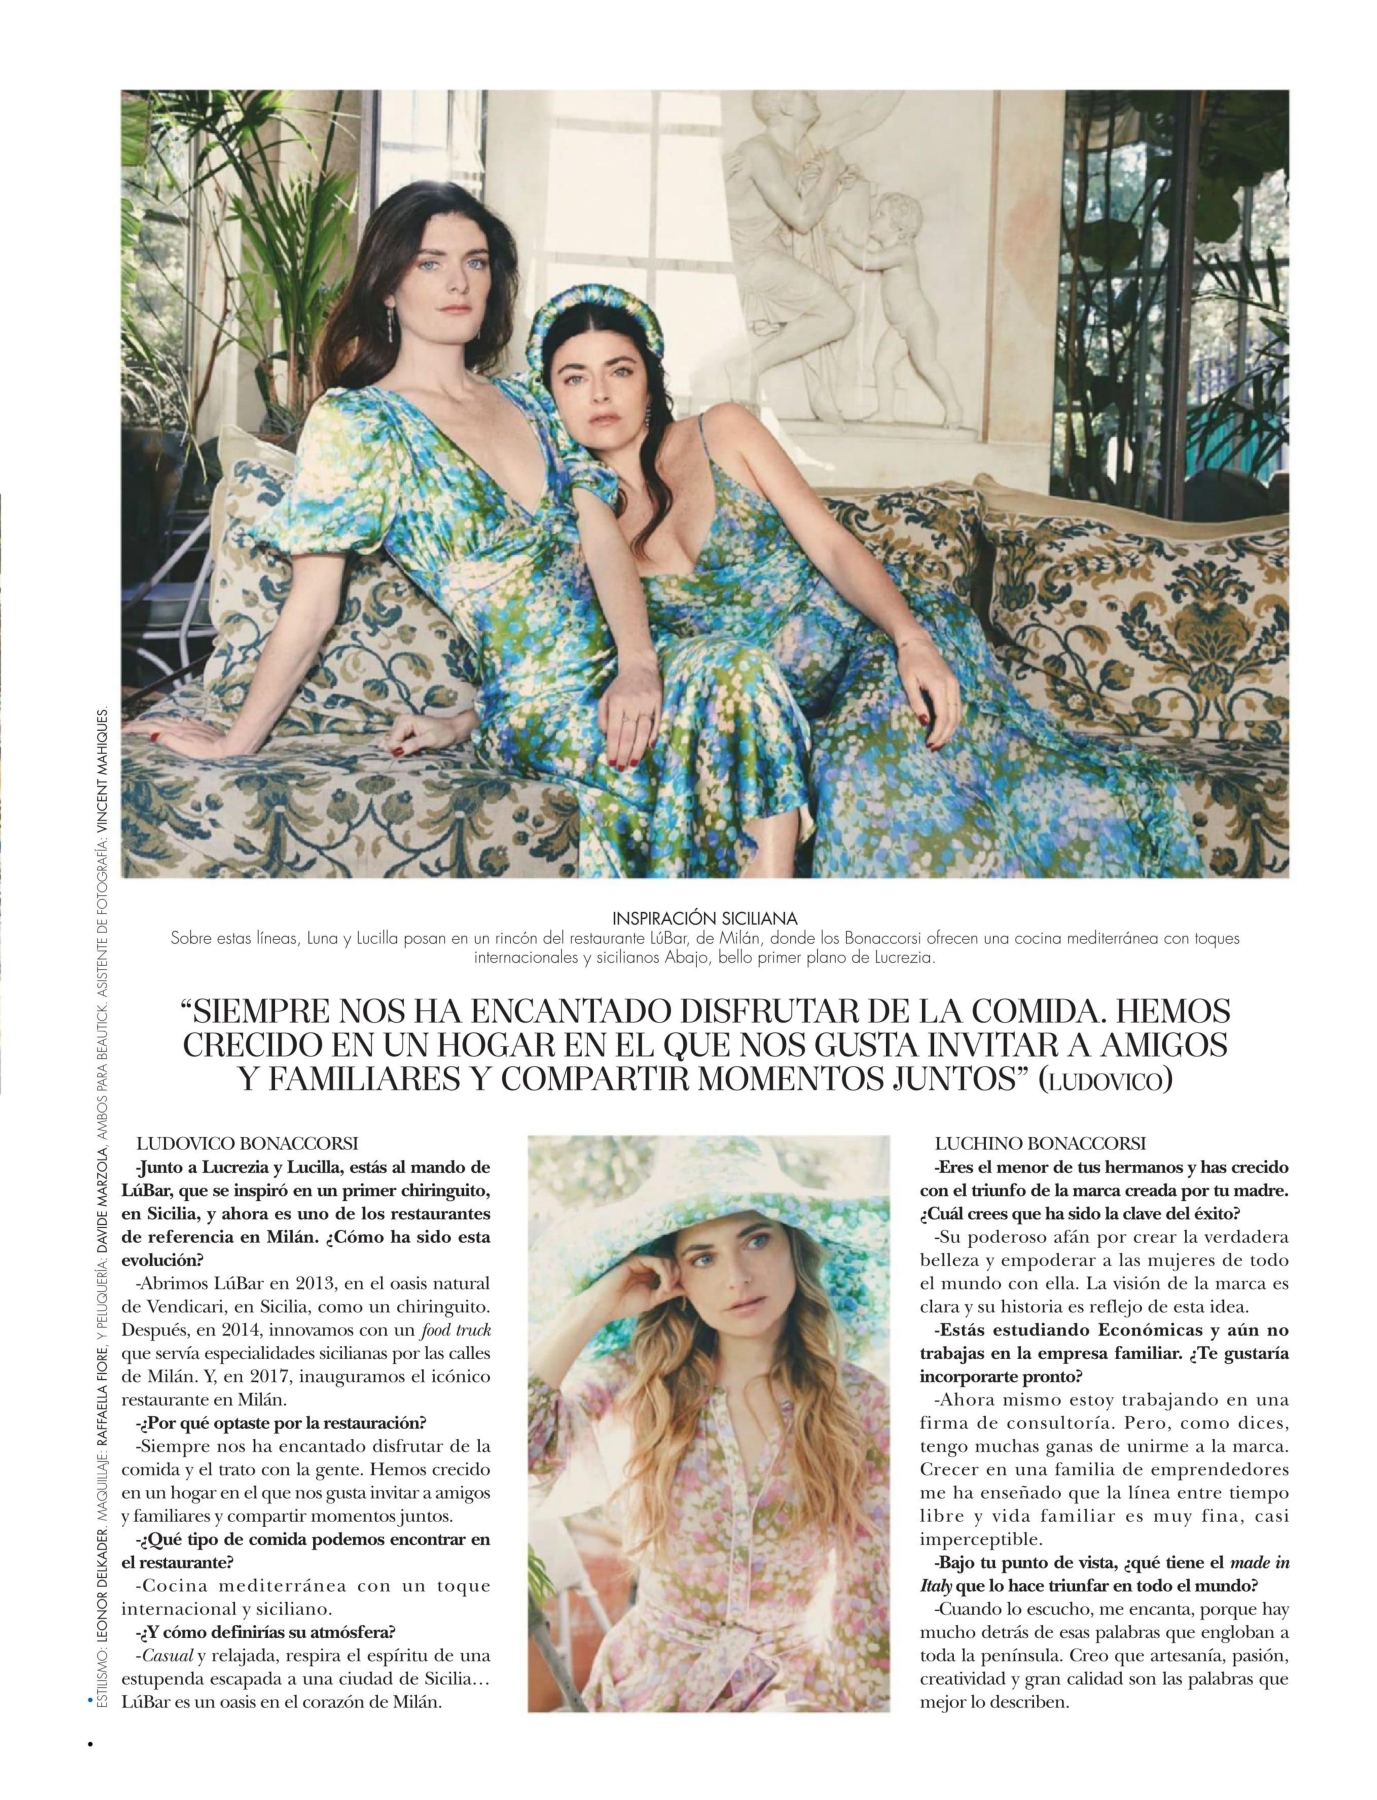 INSPIRACIÓN SICILIANA
Sobre estas líneas, Luna y Lucilla posan en un rincón del restaurante LúBar, de Milán, donde los Bonaccorsi ofrecen una cocina mediterránea con toques
internacionales y sicilianos Abajo, bello primer plano de Lucrezia.
“SIEMPRE NOS HA ENCANTADO DISFRUTAR DE LA COMIDA. HEMOS
CRECIDO EN UN HOGAR EN EL QUE NOS GUSTA INVITAR A AMIGOS
Y FAMILIARES Y COMPARTIR MOMENTOS JUNTOS” (LUDOVICO)
LUDOVICO BONACCORSI
-Junto a Lucrezia y Lucilla, estás al mando de
LúBar, que se inspiró en un primer chiringuito,
en Sicilia, y ahora es uno de los restaurantes
de referencia en Milán. ¿Cómo ha sido esta
evolución?
-Abrimos LúBar en 2013, en el oasis natural
de Vendicari, en Sicilia, como un chiringuito.
Después, en 2014, innovamos con un food truck
que servía especialidades sicilianas por las calles
de Milán. Y, en 2017, inauguramos el icónico
restaurante en Milán.
-¿Por qué optaste por la restauración?
-Siempre nos ha encantado disfrutar de la
comida y el trato con la gente. Hemos crecido
en un hogar en el que nos gusta invitar a amigos
y familiares y compartir momentos juntos.
-¿Qué tipo de comida podemos encontrar en
el restaurante?
-Cocina mediterránea con un toque
internacional y siciliano.
-¿Y cómo definirías su atmósfera?
-Casual y relajada, respira el espíritu de una
estupenda escapada a una ciudad de Sicilia…
LúBar es un oasis en el corazón de Milán.
LUCHINO BONACCORSI
-Eres el menor de tus hermanos y has crecido
con el triunfo de la marca creada por tu madre.
¿Cuál crees que ha sido la clave del éxito?
-Su poderoso afán por crear la verdadera
belleza y empoderar a las mujeres de todo
el mundo con ella. La visión de la marca es
clara y su historia es reflejo de esta idea.
-Estás estudiando Económicas y aún no
trabajas en la empresa familiar. ¿Te gustaría
incorporarte pronto?
-Ahora mismo estoy trabajando en una
firma de consultoría. Pero, como dices,
tengo muchas ganas de unirme a la marca.
Crecer en una familia de emprendedores
me ha enseñado que la línea entre tiempo
libre y vida familiar es muy fina, casi
imperceptible.
-Bajo tu punto de vista, ¿qué tiene el made in
Italy que lo hace triunfar en todo el mundo?
-Cuando lo escucho, me encanta, porque hay
mucho detrás de esas palabras que engloban a
toda la península. Creo que artesanía, pasión,
creatividad y gran calidad son las palabras que
mejor lo describen.
ESTILISMO: LEONOR DELKADER. MAQUILLAJE: RAFFAELLA FIORE, Y PELUQUERÍA: DAVIDE MARZOLA, AMBOS PARA BEAUTICK. ASISTENTE DE FOTOGRAFÍA: VINCENT MAHIQUES.